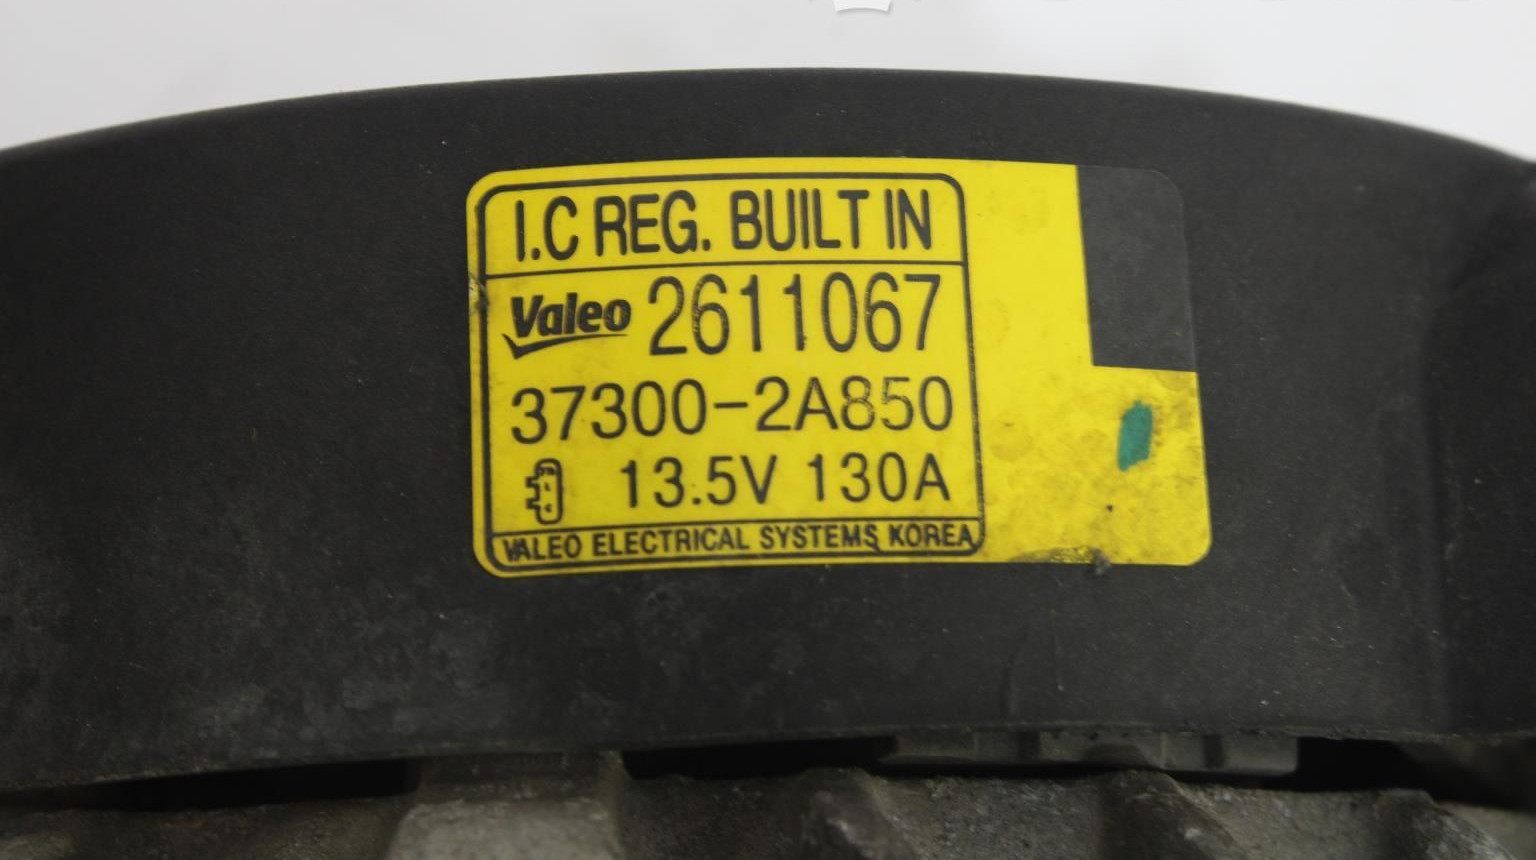 I.C REG. BUILT IN
Valeo 2611067
37300-2A850
13.5V 130A
VALEO ELECTRICAL SYSTEMS KOREA